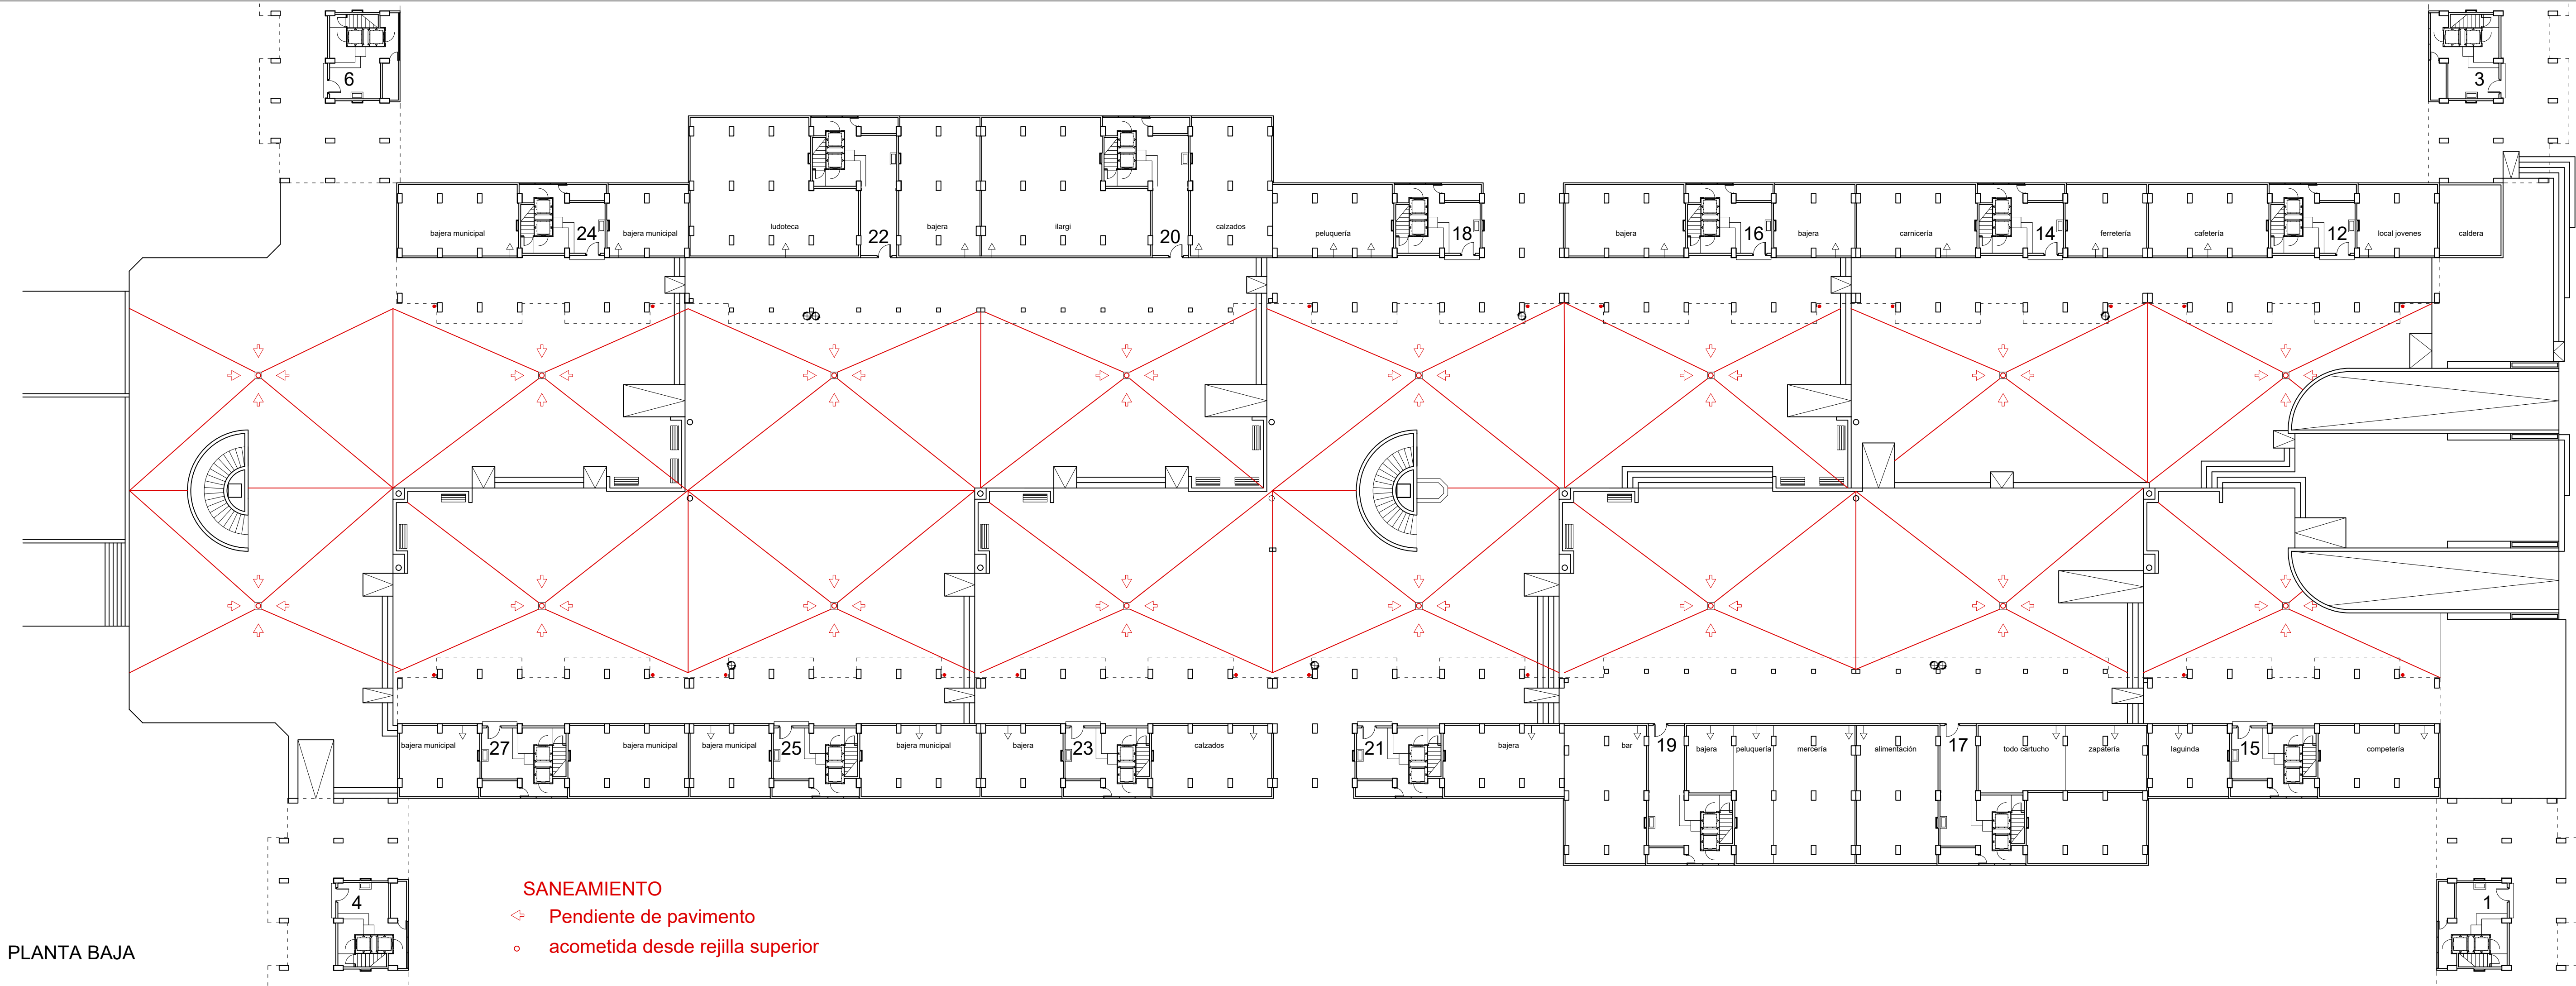 6
3
bajera municipal
24
bajera municipal
ludoteca
22
bajera
ilargi
20
calzados
peluquería
18
bajera
16
bajera
carnicería
14
ferretería
cafetería
12
local jovenes
caldera
bajera municipal
27
bajera municipal
bajera municipal
25
bajera municipal
bajera
23
calzados
21
bajera
bar
19
bajera
peluquería
mercería
alimentación
17
todo cartucho
zapatería
laguinda
15
competería
4
1
SANEAMIENTO
Pendiente de pavimento
acometida desde rejilla superior
PLANTA BAJA